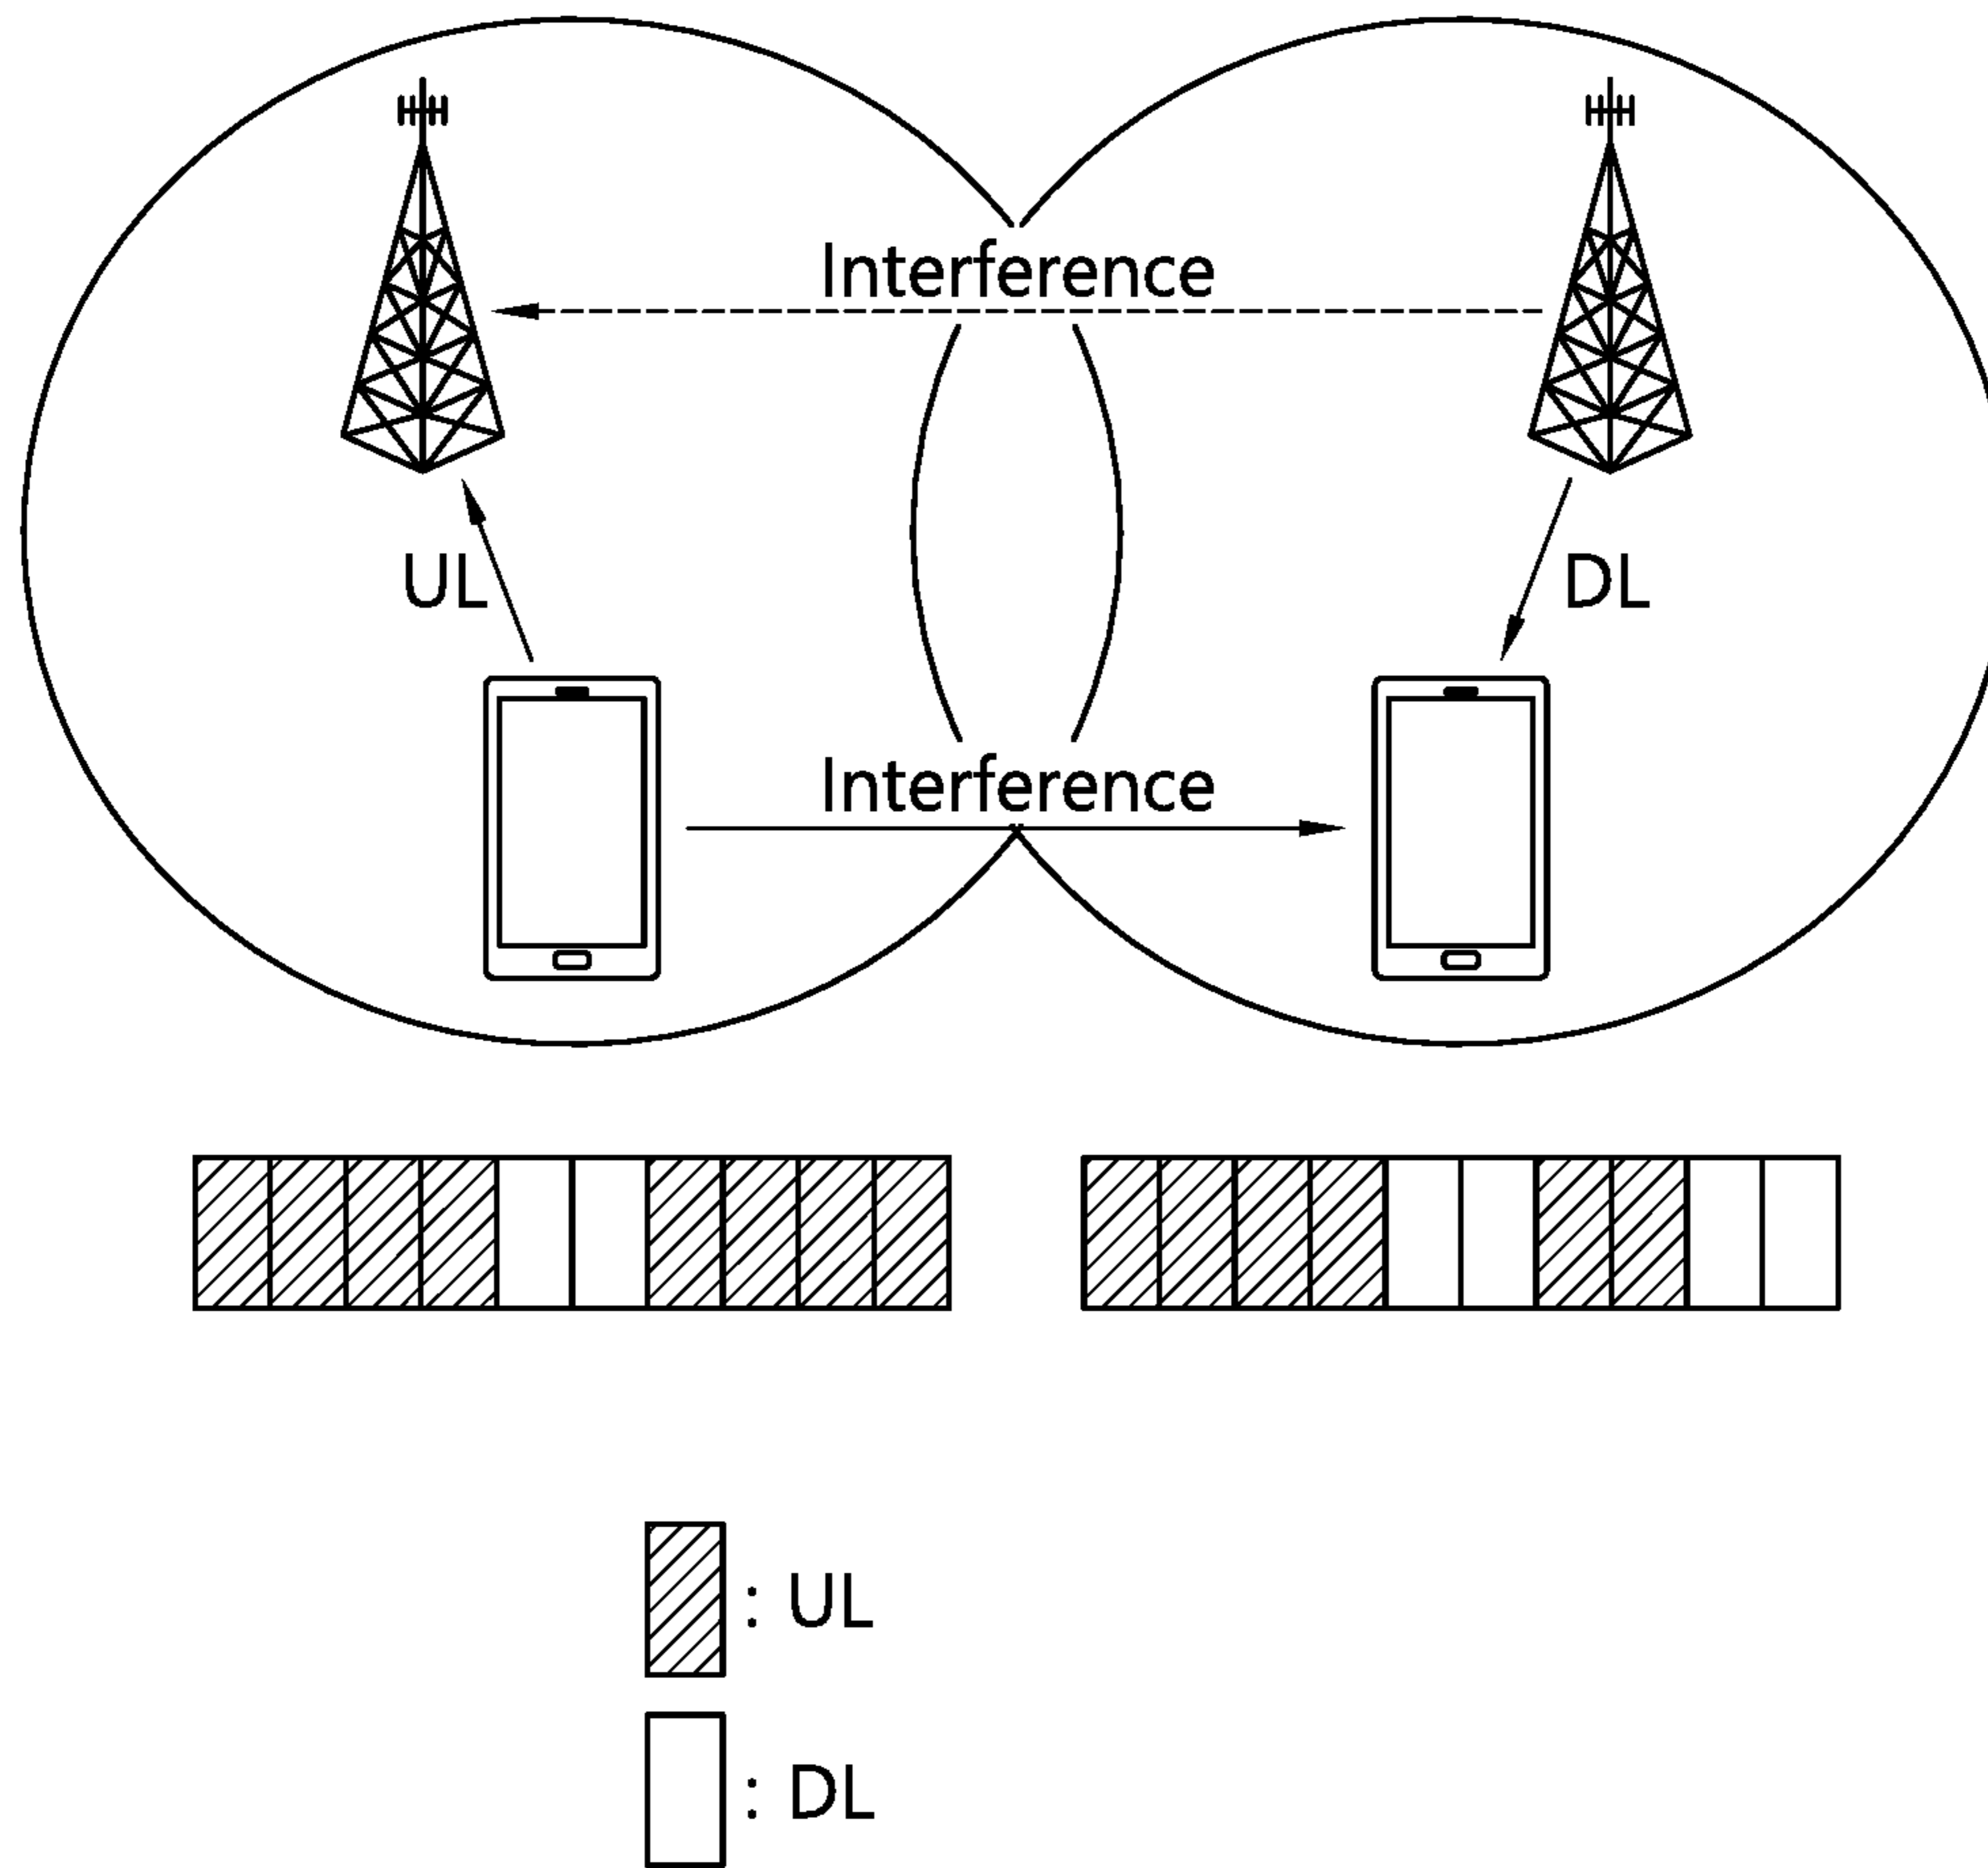 Interference
UL
DL
Interference
: UL
: DL